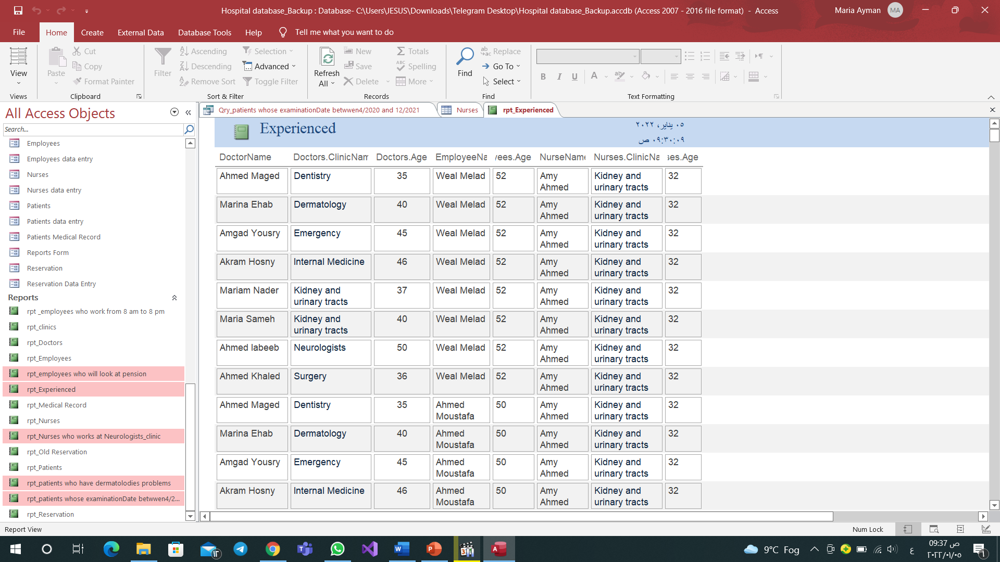 Hospital database_Backup : Database- C:\Users\JESUS\Downloads\Telegram Desktop\Hospital database_Backup.accdb (Access 2007 - 2016 file format) - Access
Maria Ayman MA
File Home Create External Data Database Tools Help Tell me what you want to do
View
Views
Paste
Cut
Copy
Format Painter
Clipboard
Filter
Ascending
Descending
Remove Sort
Selection
Advanced
Toggle Filter
Sort & Filter
Refresh
All
New
Save
Delete
Totals
Spelling
More
Records
Find
Replace
Go To
Select
Find
B I U A
Text Formatting
All Access Objects
Search...
Employees
Employees data entry
Nurses
Nurses data entry
Patients
Patients data entry
Patients Medical Record
Reports Form
Reservation
Reservation Data Entry
Reports
rpt _employees who work from 8 am to 8 pm
rpt_clinics
rpt_Doctors
rpt_Employees
rpt_employees who will look at pension
rpt_Experienced
rpt_Medical Record
rpt_Nurses
rpt_Nurses who works at Neurologists_clinic
rpt_Old Reservation
rpt_Patients
rpt_patients who have dermatolodies problems
rpt_patients whose examinationDate betwwen4/2...
rpt_Reservation
Qry_patients whose examinationDate betwwen4/2020 and 12/2021 Nurses rpt_Experienced
Experienced
٠٥ يناير، ٢٠٢٢
٠٩:٣٠:٠٩ ص
DoctorName Doctors.ClinicNam Doctors.Age EmployeeNa yees.Age NurseName Nurses.ClinicNa ses.Age
Ahmed Maged Dentistry 35 Weal Melad 52 Amy Ahmed Kidney and urinary tracts 32
Marina Ehab Dermatology 40 Weal Melad 52 Amy Ahmed Kidney and urinary tracts 32
Amgad Yousry Emergency 45 Weal Melad 52 Amy Ahmed Kidney and urinary tracts 32
Akram Hosny Internal Medicine 46 Weal Melad 52 Amy Ahmed Kidney and urinary tracts 32
Mariam Nader Kidney and urinary tracts 37 Weal Melad 52 Amy Ahmed Kidney and urinary tracts 32
Maria Sameh Kidney and urinary tracts 40 Weal Melad 52 Amy Ahmed Kidney and urinary tracts 32
Ahmed labeeb Neurologists 50 Weal Melad 52 Amy Ahmed Kidney and urinary tracts 32
Ahmed Khaled Surgery 36 Weal Melad 52 Amy Ahmed Kidney and urinary tracts 32
Ahmed Maged Dentistry 35 Ahmed Moustafa 50 Amy Ahmed Kidney and urinary tracts 32
Marina Ehab Dermatology 40 Ahmed Moustafa 50 Amy Ahmed Kidney and urinary tracts 32
Amgad Yousry Emergency 45 Ahmed Moustafa 50 Amy Ahmed Kidney and urinary tracts 32
Akram Hosny Internal Medicine 46 Ahmed Moustafa 50 Amy Ahmed Kidney and urinary tracts 32
Report View
Num Lock
9°C Fog
ع
09:37 ص
٢٠٢٢/٠١/٠٥